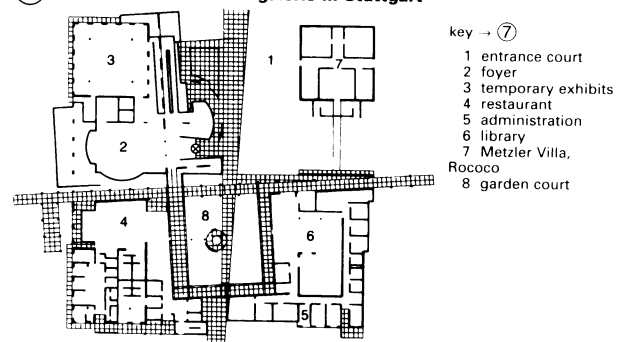 in Stuttgart
key → 7
1 entrance court
2 foyer
3 temporary exhibits
4 restaurant
5 administration
6 library
7 Metzler Villa,
Rococo
8 garden court
3
1
7
2
4
8
6
5